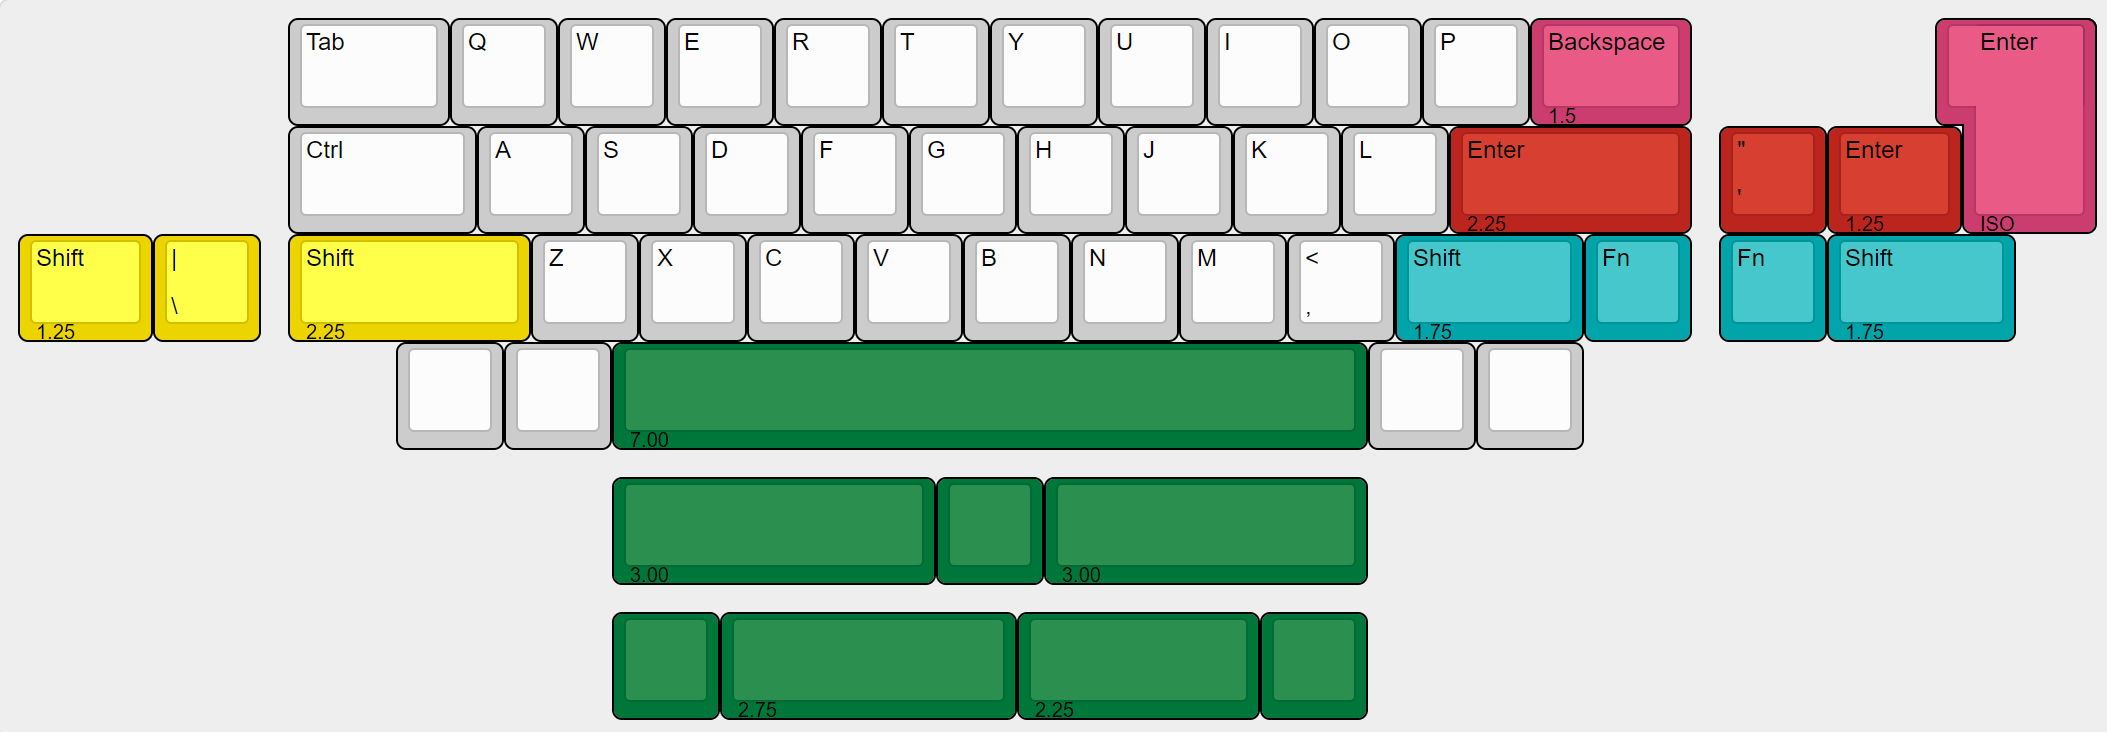 Tab Q W E R T Y U I O P Backspace Enter
1.5
Ctrl A S D F G H J K L Enter " Enter
'
2.25 1.25 ISO
Shift | Shift Z X C V B N M < Shift Fn Fn Shift
\ ,
1.25 2.25 1.75 1.75
7.00
3.00 3.00
2.75 2.25